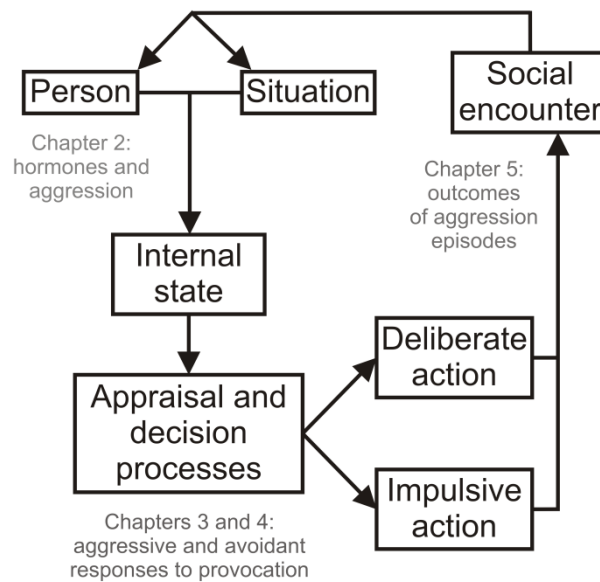 Person
Situation
Social
encounter
Chapter 2:
hormones and
aggression
Chapter 5:
outcomes
of aggression
episodes
Internal
state
Deliberate
action
Appraisal and
decision
processes
Impulsive
action
Chapters 3 and 4:
aggressive and avoidant
responses to provocation